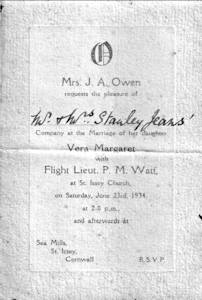 O
Mrs. J. A. Owen
requests the pleasure of
Mr. & Mrs Stanley Jeans'
Company at the Marriage of her daughter
Vera Margaret
with
Flight Lieut. P. M. Watt,
at St. Issey Church,
on Saturday, June 23rd, 1934,
at 2-8 p.m.,
and afterwards at
Sea Mills,
St. Issey,
Cornwall
R.S.V.P.